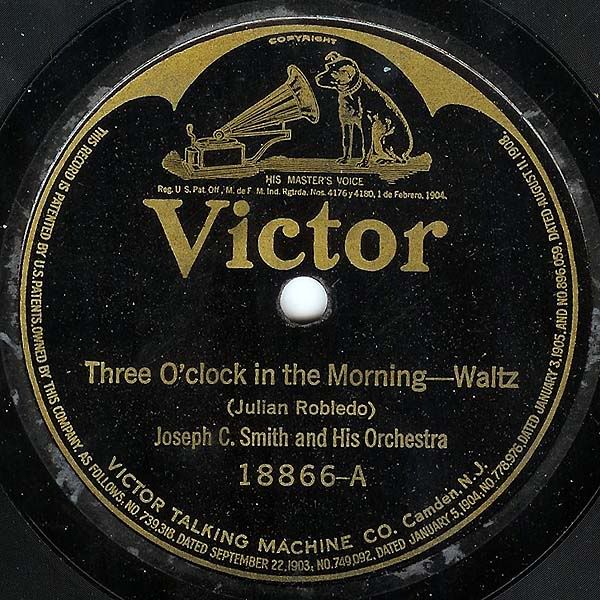 COPYRIGHT
HIS MASTER'S VOICE
Reg. U S. Pat. Off., M. de F. M. Ind. Rgtrda. Nos. 4176 y 4180, 1 de Febrero, 1904.
Victor
Three O'clock in the Morning—Waltz
(Julian Robledo)
Joseph C. Smith and His Orchestra
18866-A
VICTOR TALKING MACHINE CO. Camden, N. J.
THIS RECORD IS PATENTED BY U.S. PATENTS, OWNED BY THIS COMPANY, AS FOLLOWS, NO. 739,318, DATED SEPTEMBER 22, 1903; NO. 749,092, DATED JANUARY 5, 1904; NO. 778,976, DATED JANUARY 3, 1905, AND NO. 896,059, DATED AUGUST 11, 1908.